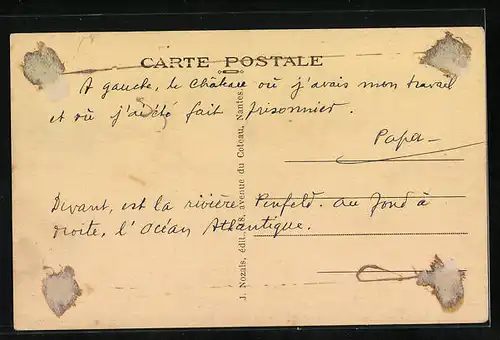 CARTE POSTALE
A gauche, le Château où j'avais mon travail
et où j'ai été fait prisonnier.
Papa
Devant, est la rivière Penfeld. au fond à
droite, l'Océan Atlantique.
J. Nozais, édit., 18, avenue du Coteau, Nantes.